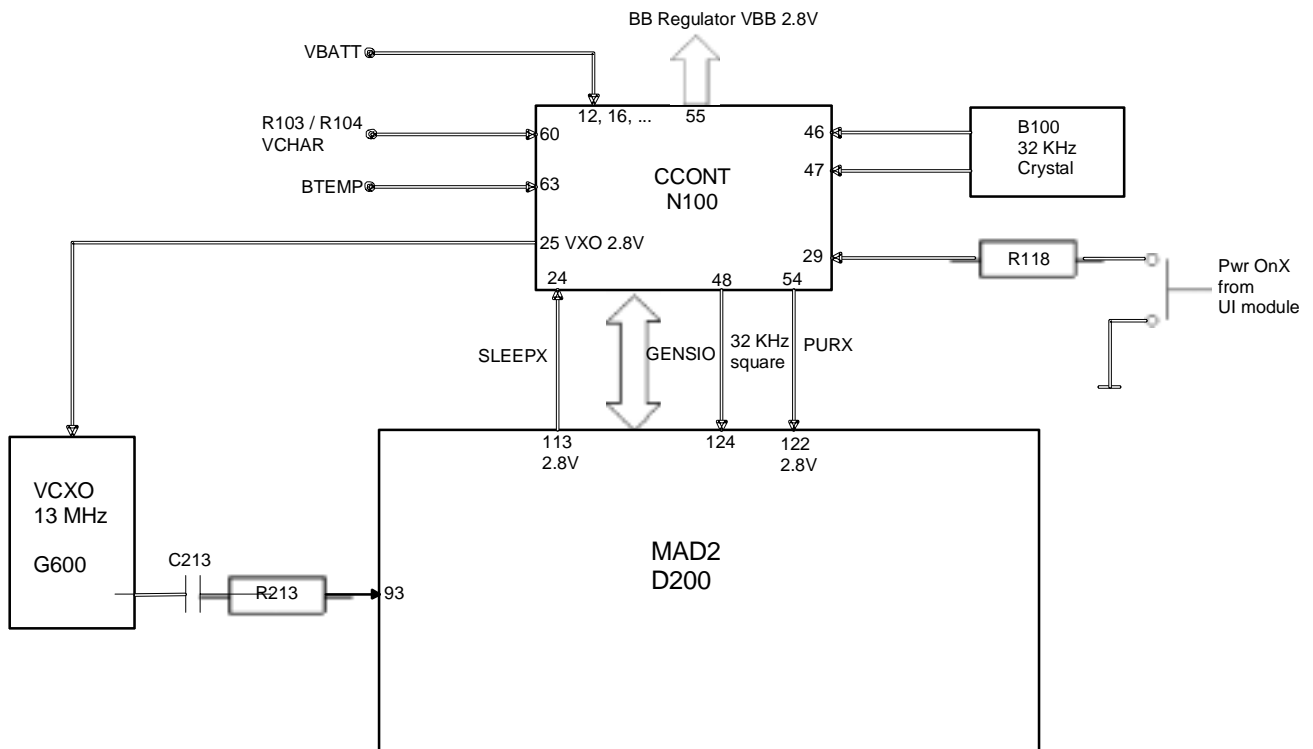 BB Regulator VBB 2.8V
VBATT
12, 16, ...
55
R103 / R104
VCHAR
60
BTEMP
63
CCONT
N100
46
47
B100
32 KHz
Crystal
25 VXO 2.8V
29
R118
Pwr OnX
from
UI module
24
48
54
SLEEPX
GENSIO
32 KHz
square
PURX
113
2.8V
124
122
2.8V
VCXO
13 MHz
G600
C213
R213
93
MAD2
D200